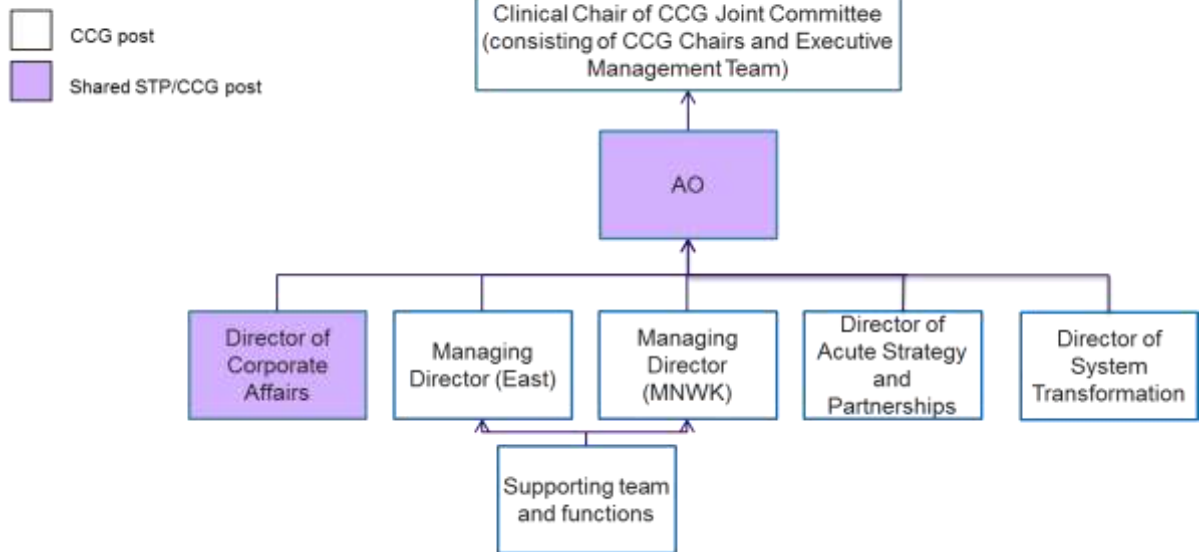 CCG post
Shared STP/CCG post
Clinical Chair of CCG Joint Committee
(consisting of CCG Chairs and Executive
Management Team)
AO
Director of
Corporate
Affairs
Managing
Director (East)
Managing
Director
(MNWK)
Director of
Acute Strategy
and
Partnerships
Director of
System
Transformation
Supporting team
and functions